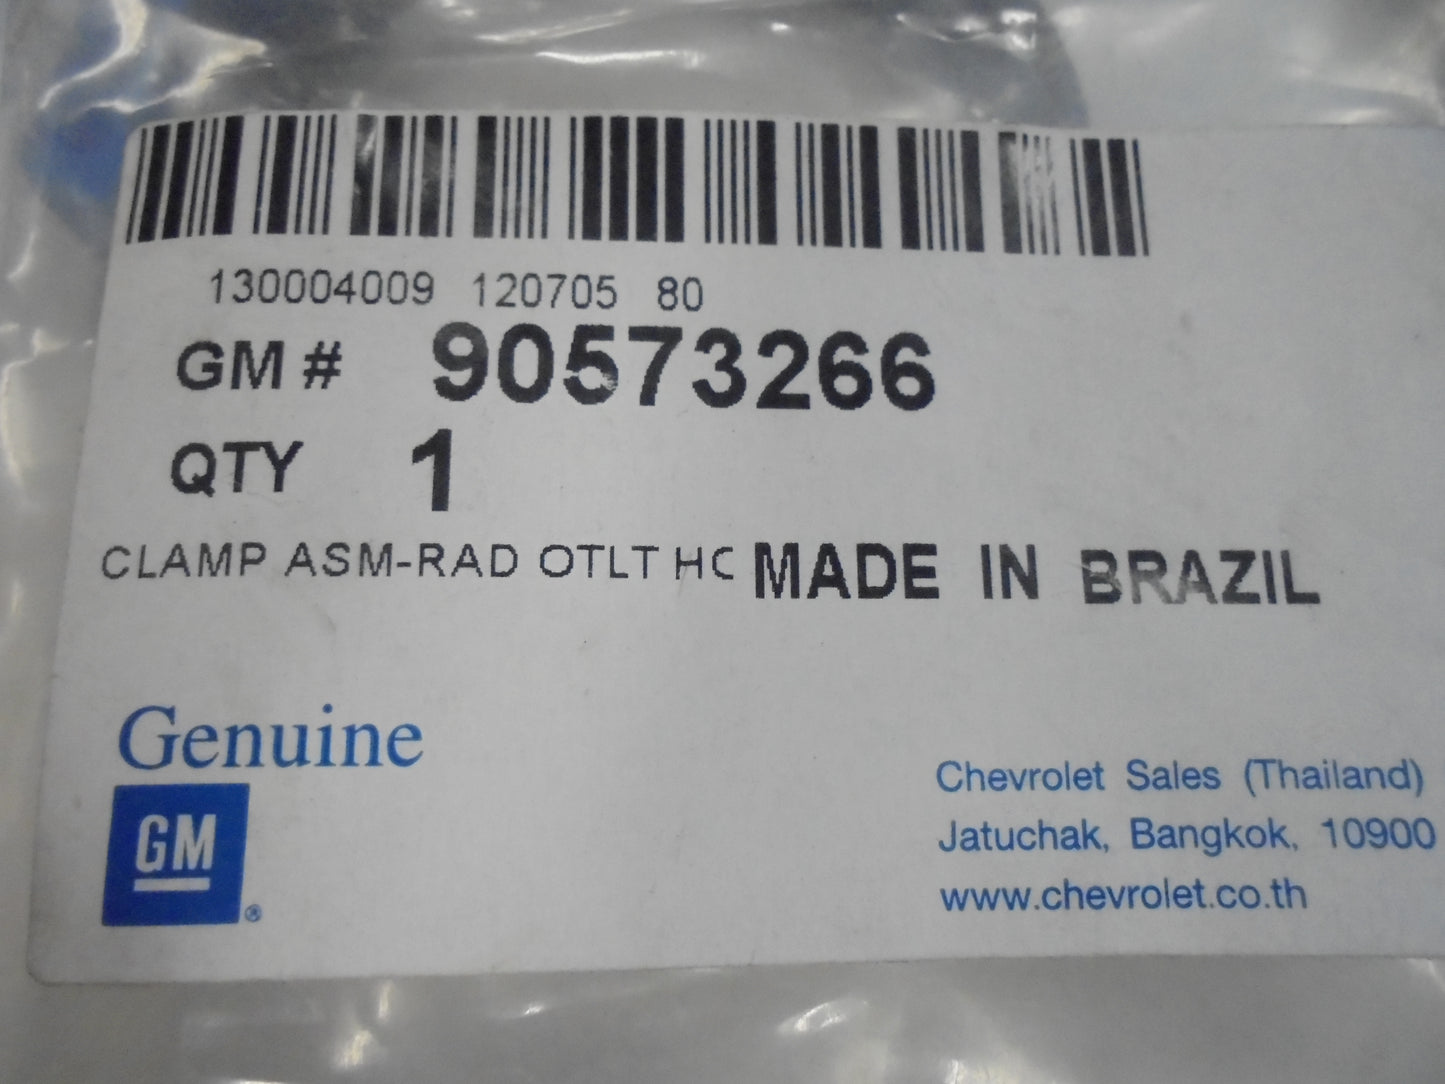 130004009 120705 80
GM # 90573266
QTY 1
CLAMP ASM-RAD OTLT HC MADE IN BRAZIL
Genuine
GM
®
Chevrolet Sales (Thailand)
Jatuchak, Bangkok, 10900
www.chevrolet.co.th